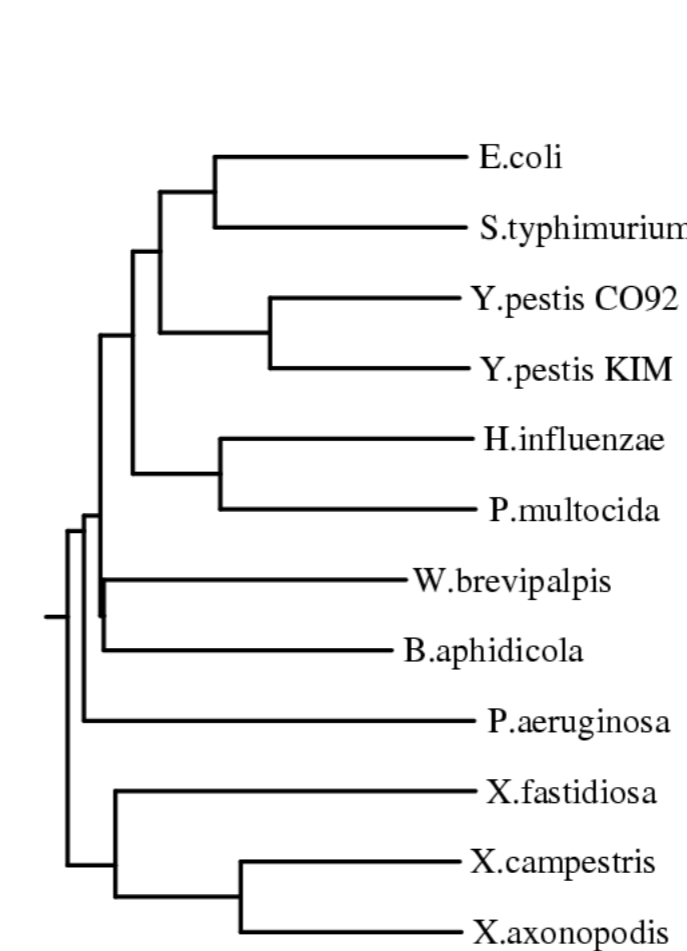 E.coli
S.typhimurium
Y.pestis CO92
Y.pestis KIM
H.influenzae
P.multocida
W.brevipalpis
B.aphidicola
P.aeruginosa
X.fastidiosa
X.campestris
X.axonopodis